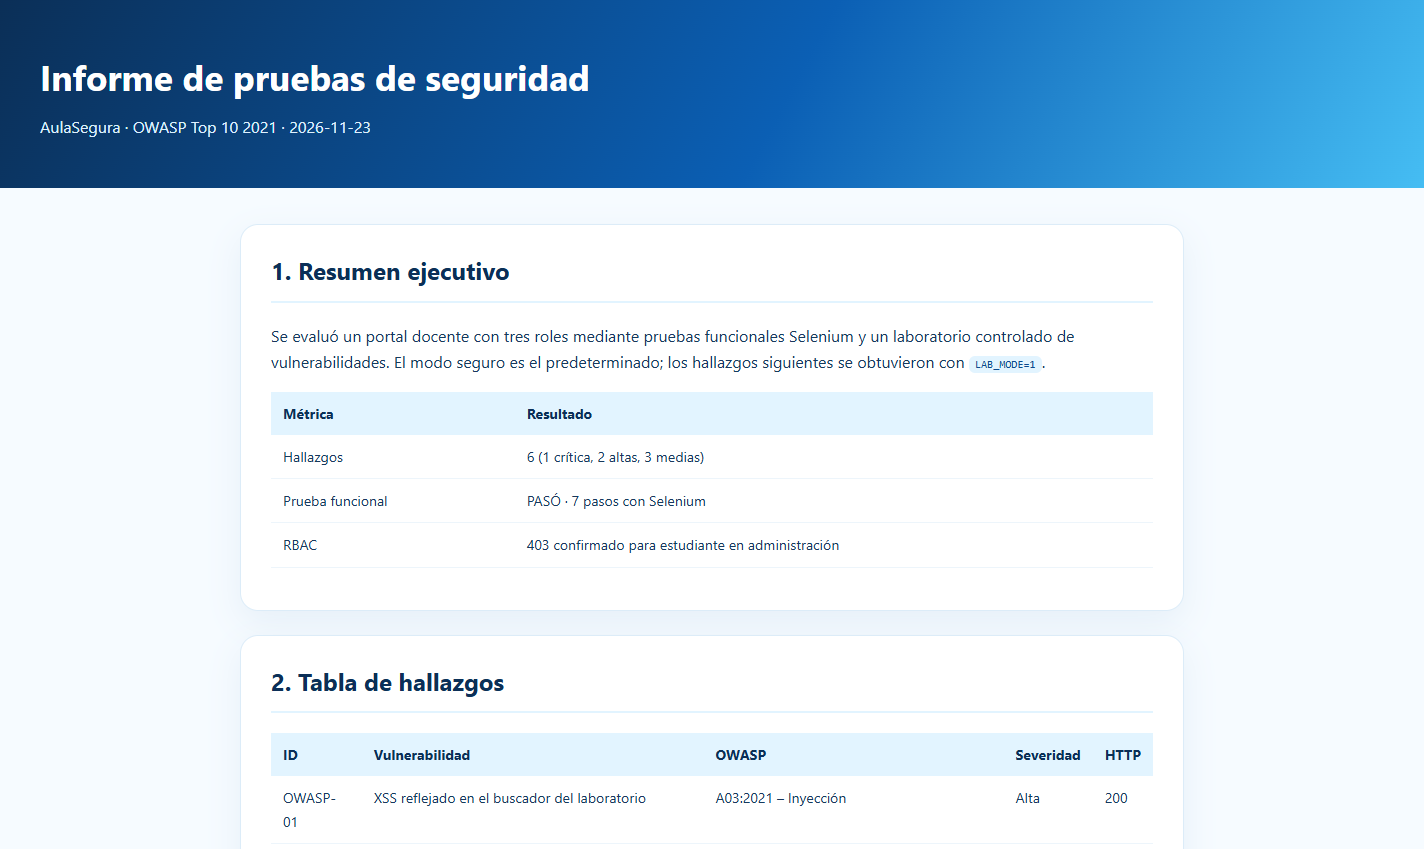 Informe de pruebas de seguridad
AulaSegura · OWASP Top 10 2021 · 2026-11-23
1. Resumen ejecutivo
Se evaluó un portal docente con tres roles mediante pruebas funcionales Selenium y un laboratorio controlado de
vulnerabilidades. El modo seguro es el predeterminado; los hallazgos siguientes se obtuvieron con LAB_MODE=1.
Métrica Resultado
Hallazgos 6 (1 crítica, 2 altas, 3 medias)
Prueba funcional PASÓ · 7 pasos con Selenium
RBAC 403 confirmado para estudiante en administración
2. Tabla de hallazgos
ID Vulnerabilidad OWASP Severidad HTTP
OWASP- XSS reflejado en el buscador del laboratorio A03:2021 – Inyección Alta 200
01